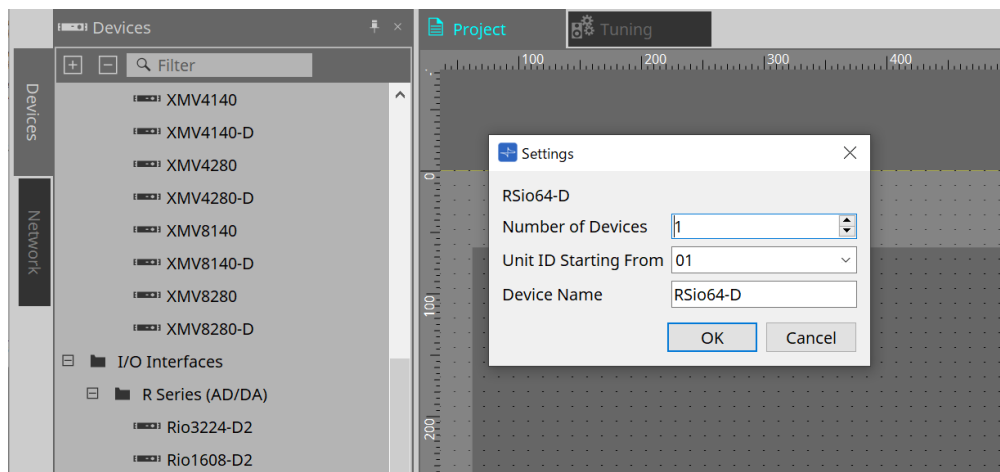 Devices
Filter
Devices
Network
XMV4140
XMV4140-D
XMV4280
XMV4280-D
XMV8140
XMV8140-D
XMV8280
XMV8280-D
I/O Interfaces
R Series (AD/DA)
Rio3224-D2
Rio1608-D2
Project
Tuning
100
200
300
400
0
100
200
Settings
RSio64-D
Number of Devices 1
Unit ID Starting From 01
Device Name RSio64-D
OK Cancel